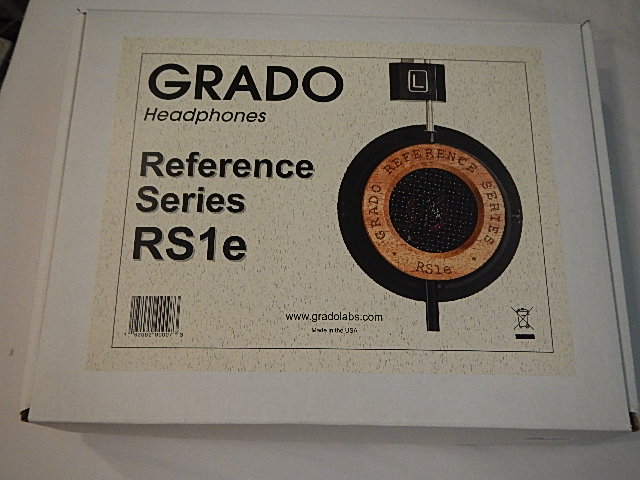 GRADO
Headphones
L
Reference
Series
RS1e
GRADO REFERENCE SERIES
RS1e
www.gradolabs.com
Made in the USA